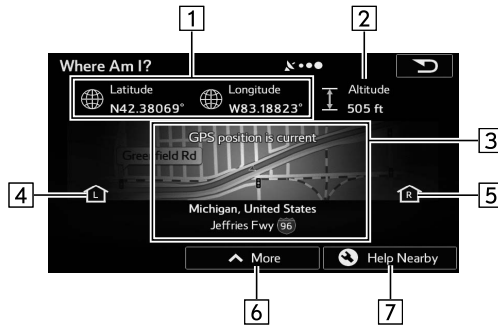 1
2
Where Am I?
Latitude
N42.38069°
Longitude
W83.18823°
Altitude
505 ft
3
GPS position is current
Greenfield Rd
4
L
R
5
Michigan, United States
Jeffries Fwy 96
More
Help Nearby
6
7